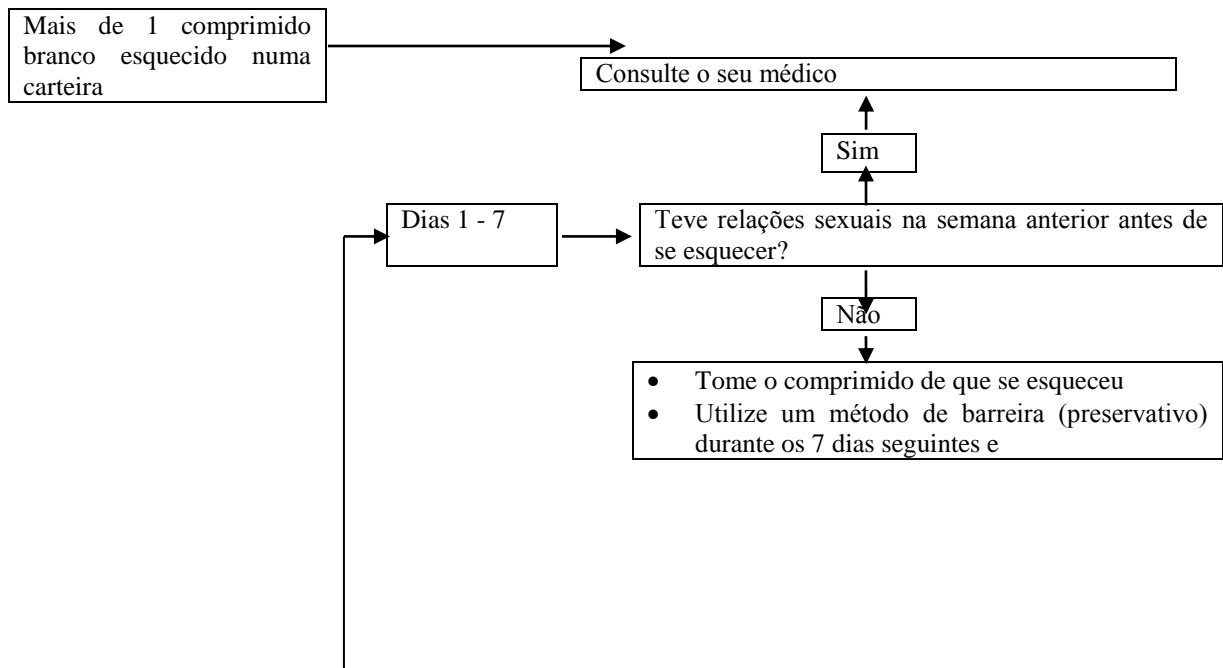 Mais de 1 comprimido
branco esquecido numa
carteira
Consulte o seu médico
Sim
Dias 1 - 7
Teve relações sexuais na semana anterior antes de
se esquecer?
Não
• Tome o comprimido de que se esqueceu
• Utilize um método de barreira (preservativo)
durante os 7 dias seguintes e